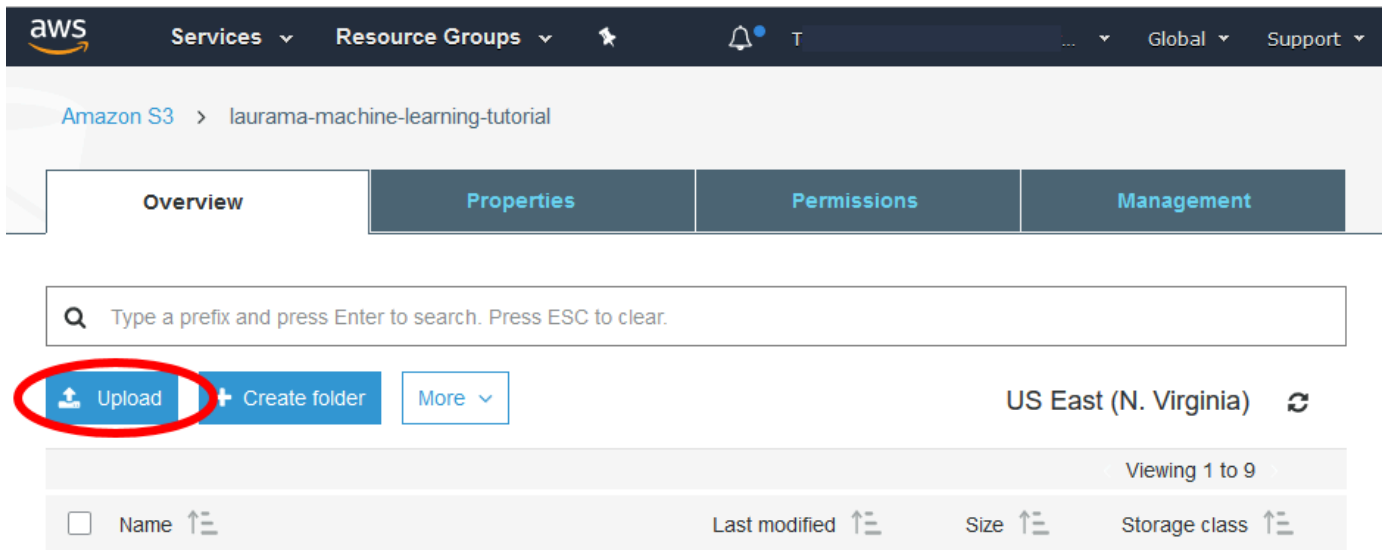 aws Services Resource Groups T ... Global Support
Amazon S3 > laurama-machine-learning-tutorial
Overview Properties Permissions Management
Type a prefix and press Enter to search. Press ESC to clear.
Upload + Create folder More US East (N. Virginia)
Viewing 1 to 9
Name Last modified Size Storage class